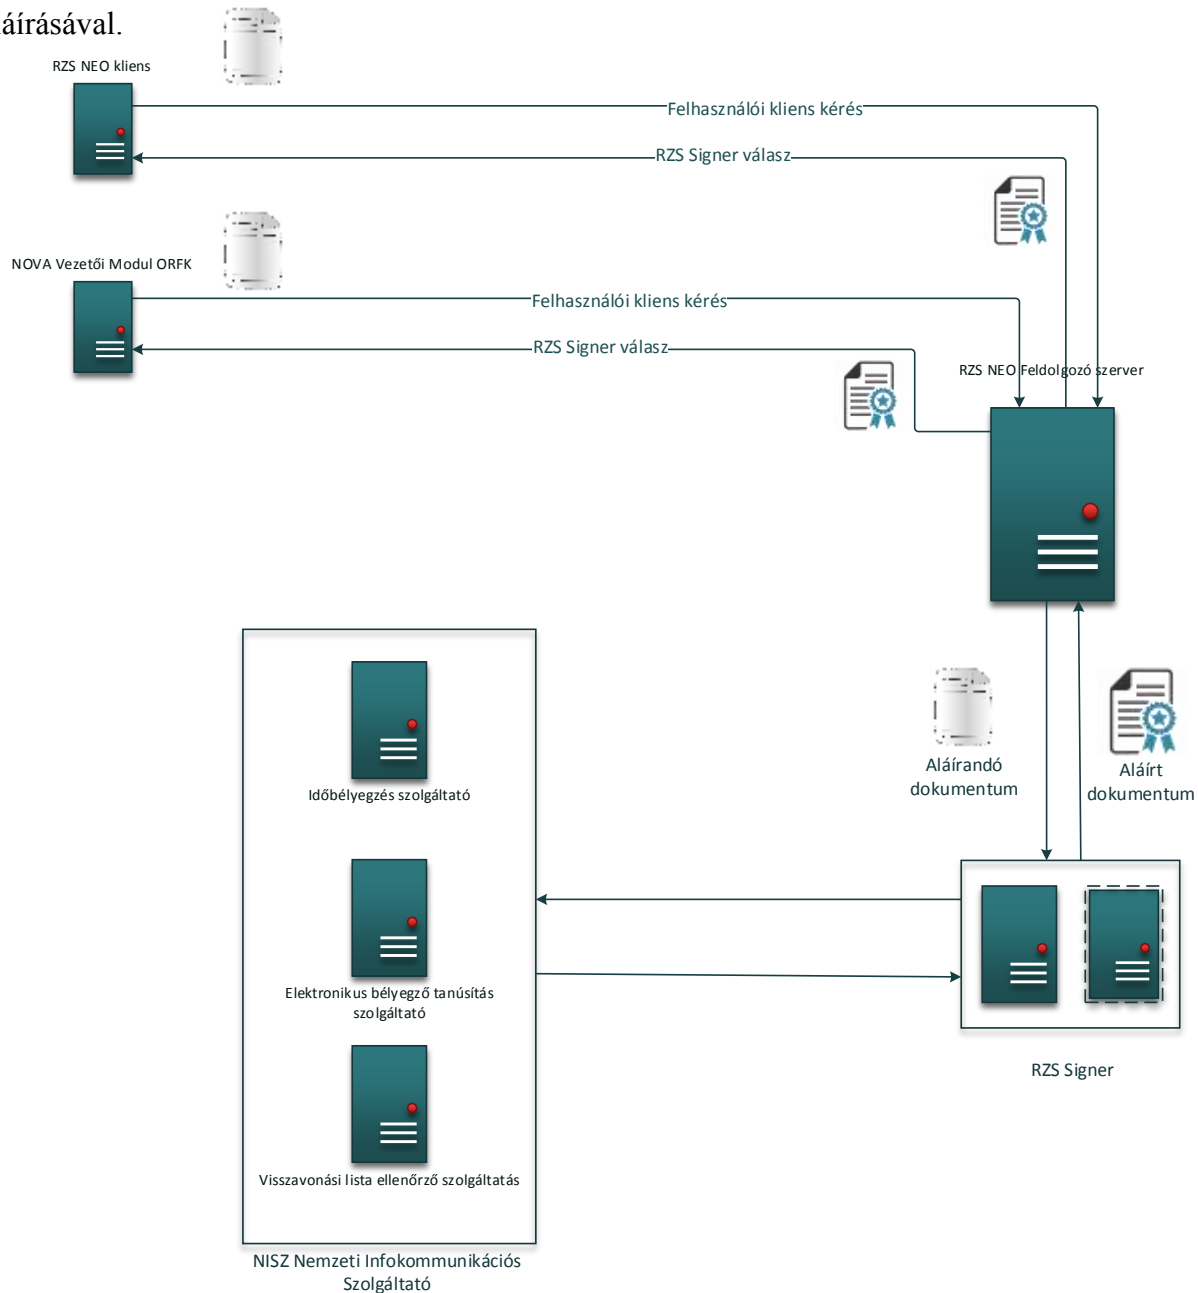 láírásával.
RZS NEO kliens
Felhasználói kliens kérés
RZS Signer válasz
NOVA Vezetői Modul ORFK
Felhasználói kliens kérés
RZS Signer válasz
RZS NEO Feldolgozó szerver
Aláírandó
dokumentum
Aláírt
dokumentum
Időbélyegzés szolgáltató
Elektronikus bélyegző tanúsítás
szolgáltató
RZS Signer
Visszavonási lista ellenőrző szolgáltatás
NISZ Nemzeti Infokommunikációs
Szolgáltató